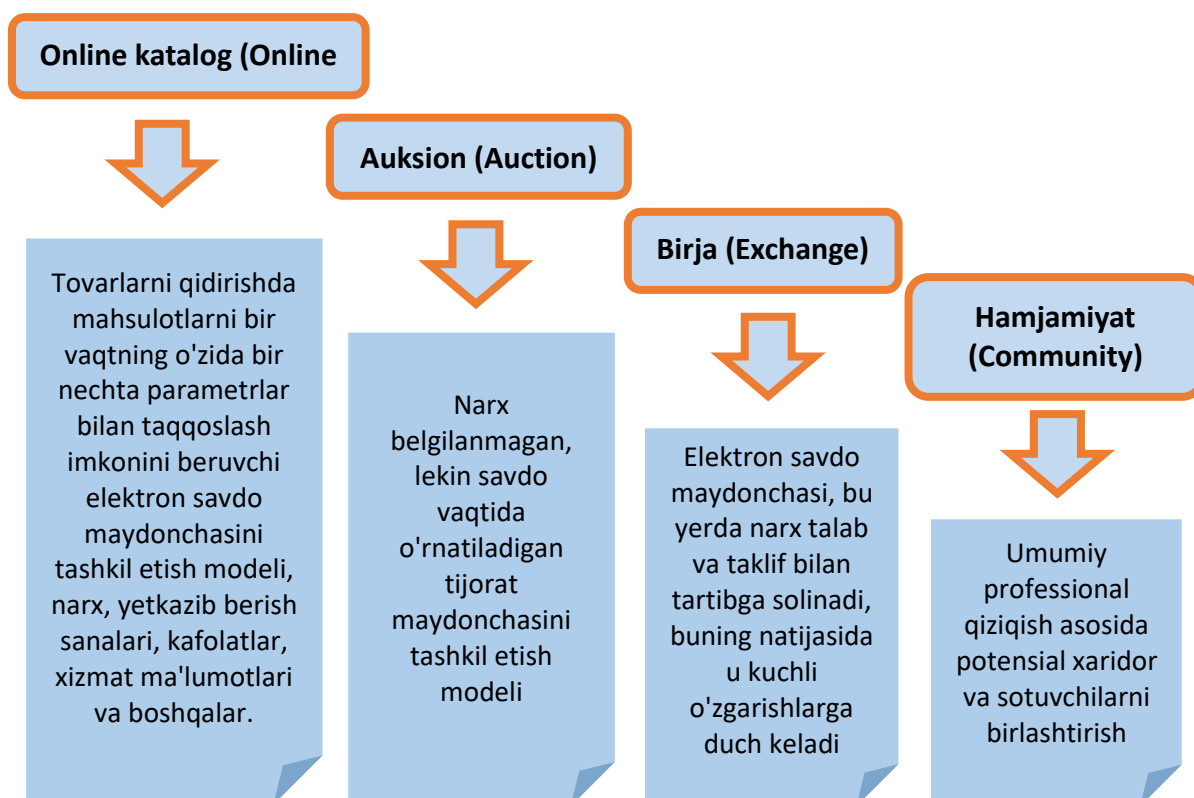 Online katalog (Online
Tovarlarni qidirishda
mahsulotlarni bir
vaqtning o'zida bir
nechta parametrlar
bilan taqqoslash
imkonini beruvchi
elektron savdo
maydonchasini
tashkil etish modeli,
narx, yetkazib berish
sanalari, kafolatlar,
xizmat ma'lumotlari
va boshqalar.
Auksion (Auction)
Narx
belgilanmagan,
lekin savdo
vaqtida
o'rnatiladigan
tijorat
maydonchasini
tashkil etish
modeli
Birja (Exchange)
Elektron savdo
maydonchasi, bu
yerda narx talab
va taklif bilan
tartibga solinadi,
buning natijasida
u kuchli
o'zgarishlarga
duch keladi
Hamjamiyat
(Community)
Umumiy
professional
qiziqish asosida
potensial xaridor
va sotuvchilarni
birlashtirish